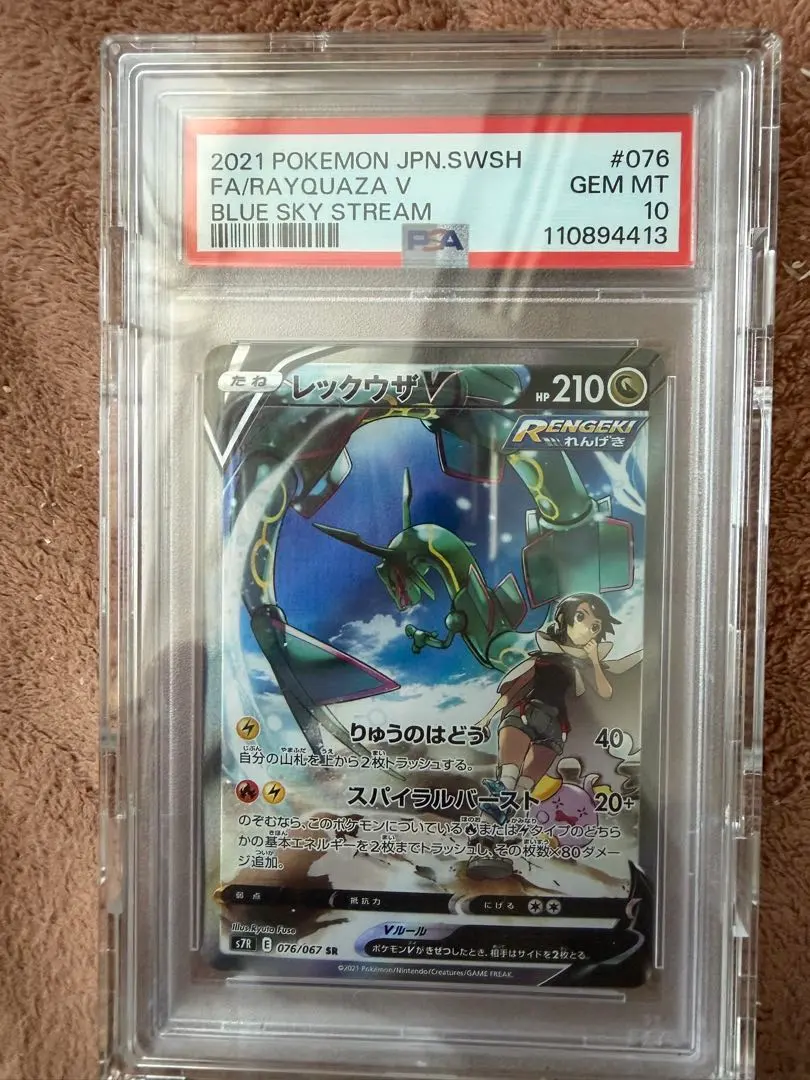 2021 POKEMON JPN.SWSH #076
FA/RAYQUAZA V GEM MT
BLUE SKY STREAM 10
PSA 110894413
たね レックウザV HP 210
RENGEKI
れんげき
りゅうのはどう 40
自分の山札を上から2枚トラッシュする。
スパイラルバースト 20+
のぞむなら、このポケモンについている または タイプのどちら
かの基本エネルギーを2枚までトラッシュし、その枚数×80ダメー
ジ追加。
弱点 抵抗力 にげる
Illus.Ryuta Fuse
Vルール
s7R E 076/067 SR
ポケモンVがきぜつしたとき、相手はサイドを2枚とる。
©2021 Pokémon/Nintendo/Creatures/GAME FREAK.